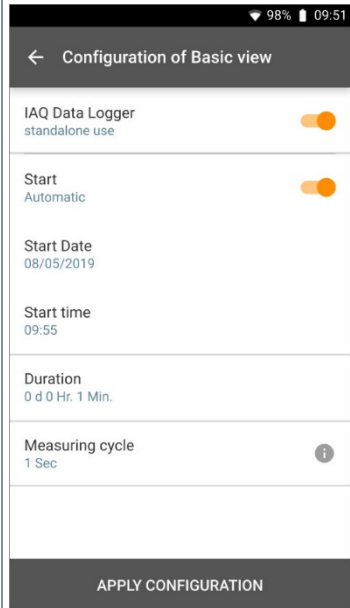 98% 09:51
Configuration of Basic view
IAQ Data Logger
standalone use
Start
Automatic
Start Date
08/05/2019
Start time
09:55
Duration
0 d 0 Hr. 1 Min.
Measuring cycle
1 Sec
APPLY CONFIGURATION